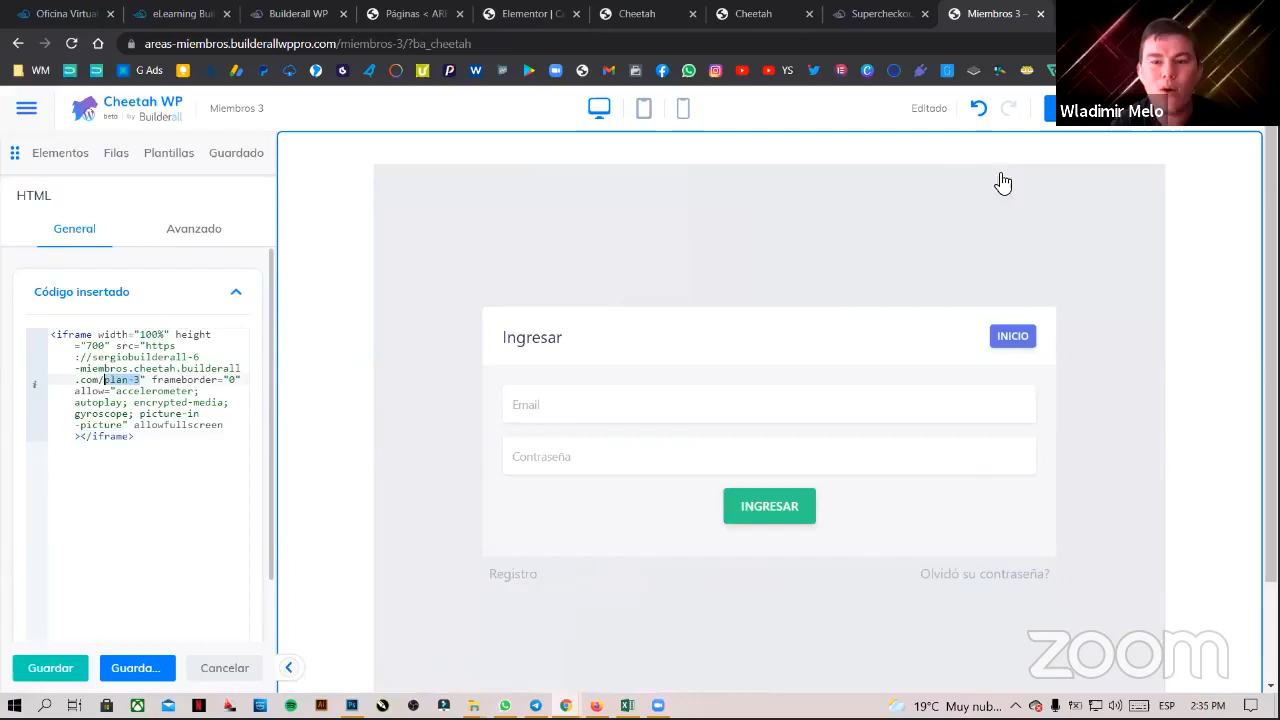 Oficina Wap
eLearning Bui
Builderall WP
Páginas < ARE
Elementor | C
Cheetah
Cheetah
Supercheckou
Miembros 3 –
areas-miembros.builderallwppro.com/miembros-3/?ba_cheetah
WM
G Ads
YS
Cheetah WP
beta by Builderall
Miembros 3
Editado
Wladimir Melo
Elementos
Filas
Plantillas
Guardado
HTML
General
Avanzado
Código insertado
<iframe width="100%" height
="700" src="https
://sergiobuilderall-6
-miembros.cheetah.builderall
.com/plan-3" frameborder="0"
allow="accelerometer;
autoplay; encrypted-media;
gyroscope; picture-in
-picture" allowfullscreen
></iframe>
Ingresar
INICIO
Email
Contraseña
INGRESAR
Registro
Olvidó su contraseña?
Guardar
Guarda...
Cancelar
zoom
19°C Muy nub...
ESP
2:35 PM